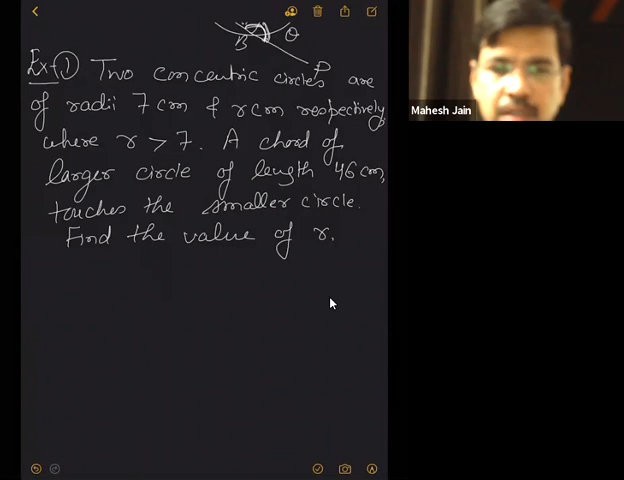 B
Q
P
Ex-① Two concentric circles are
of radii 7 cm & r cm respectively,
where r > 7. A chord of
larger circle of length 46 cm,
touches the smaller circle.
Find the value of r.
Mahesh Jain